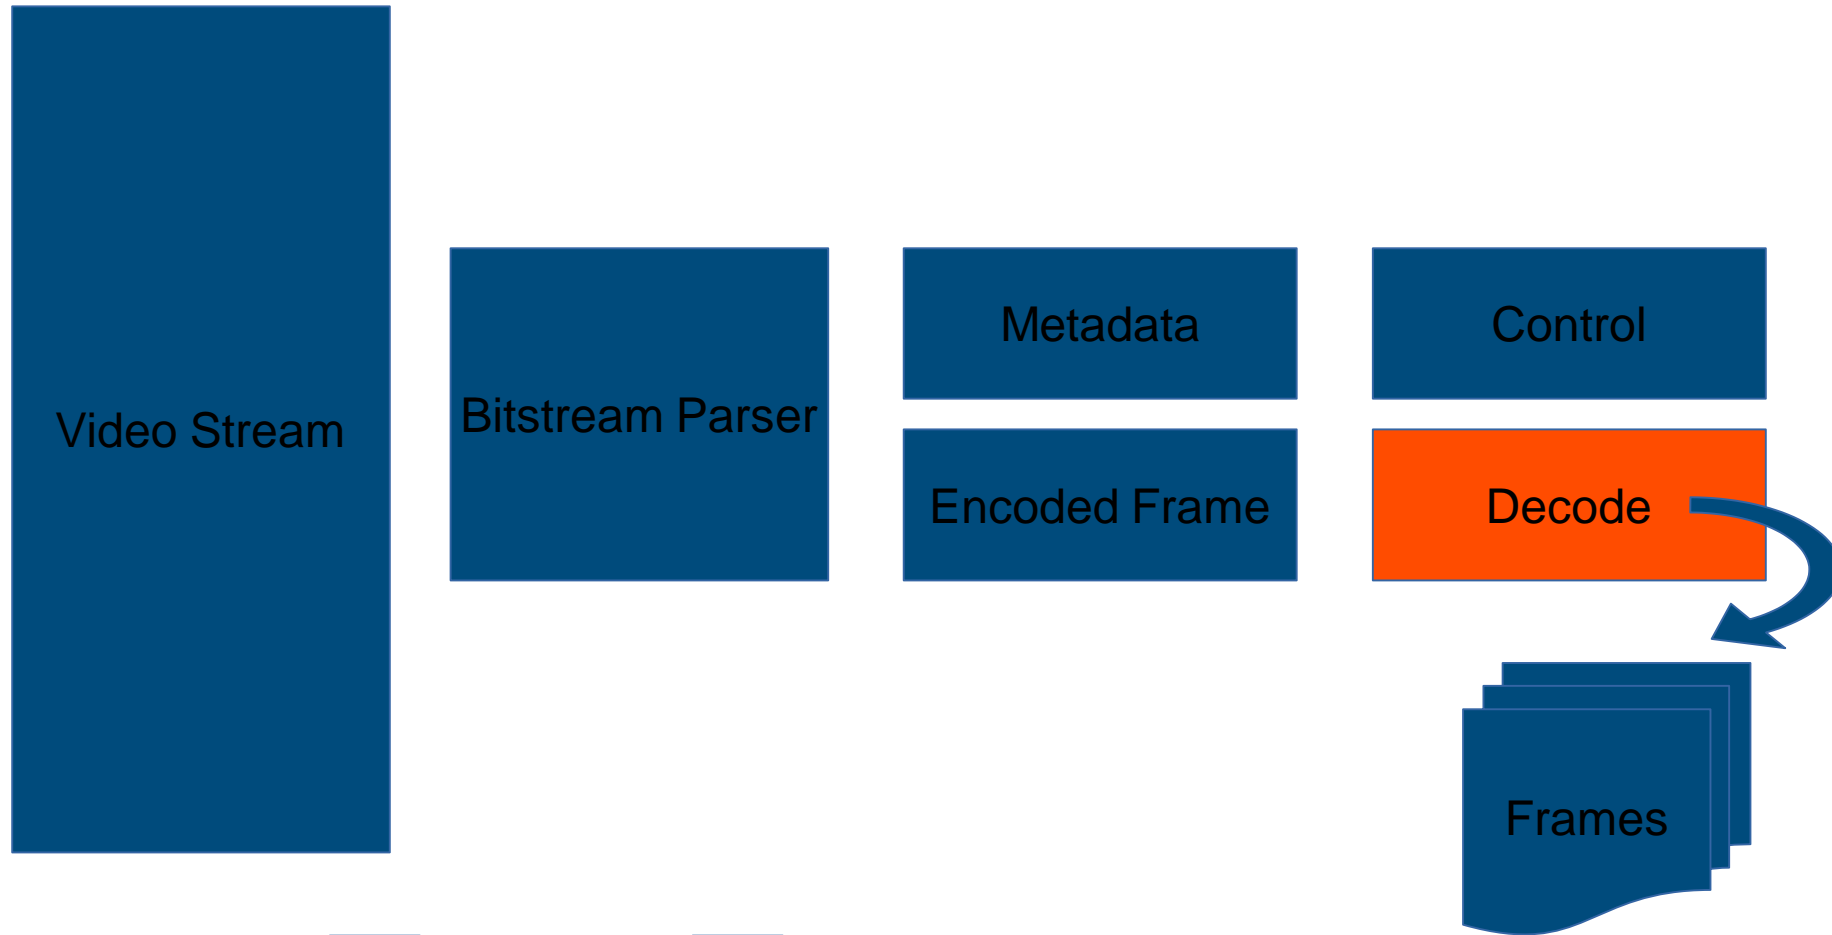 Video Stream
Bitstream Parser
Metadata
Control
Encoded Frame
Decode
Frames